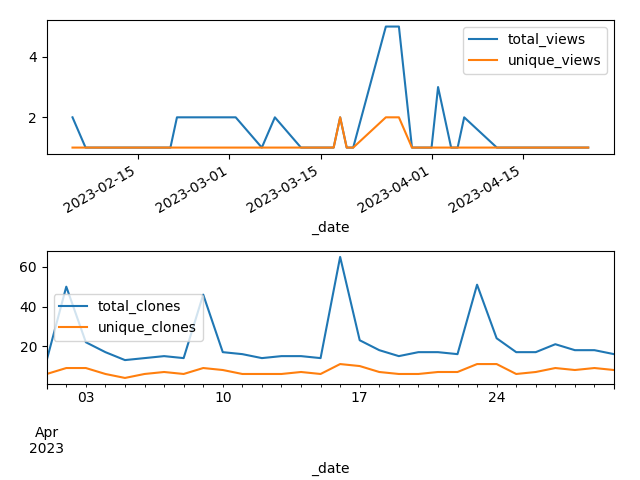 4
2
total_views
unique_views
2023-02-15
2023-03-01
2023-03-15
2023-04-01
2023-04-15
_date
60
40
20
total_clones
unique_clones
03
10
17
24
Apr
2023
_date